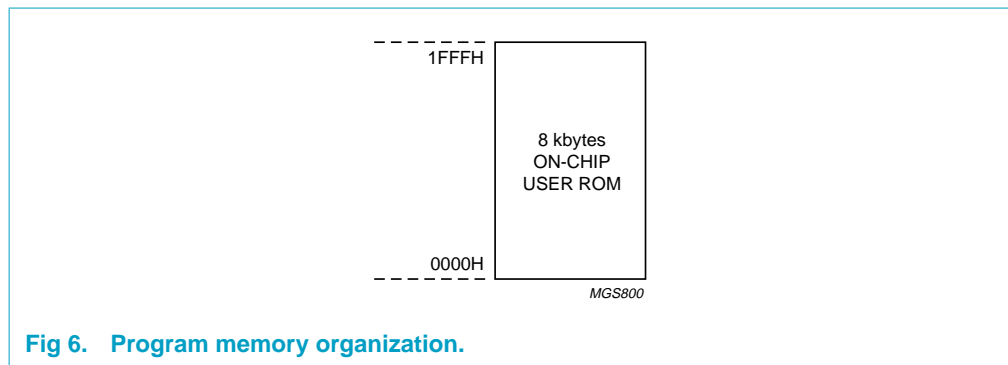 1FFFH
8 kbytes
ON-CHIP
USER ROM
0000H
MGS800
Fig 6. Program memory organization.